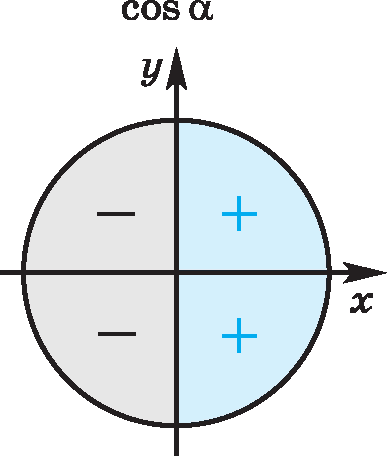 cos α
y
− +
x
− +